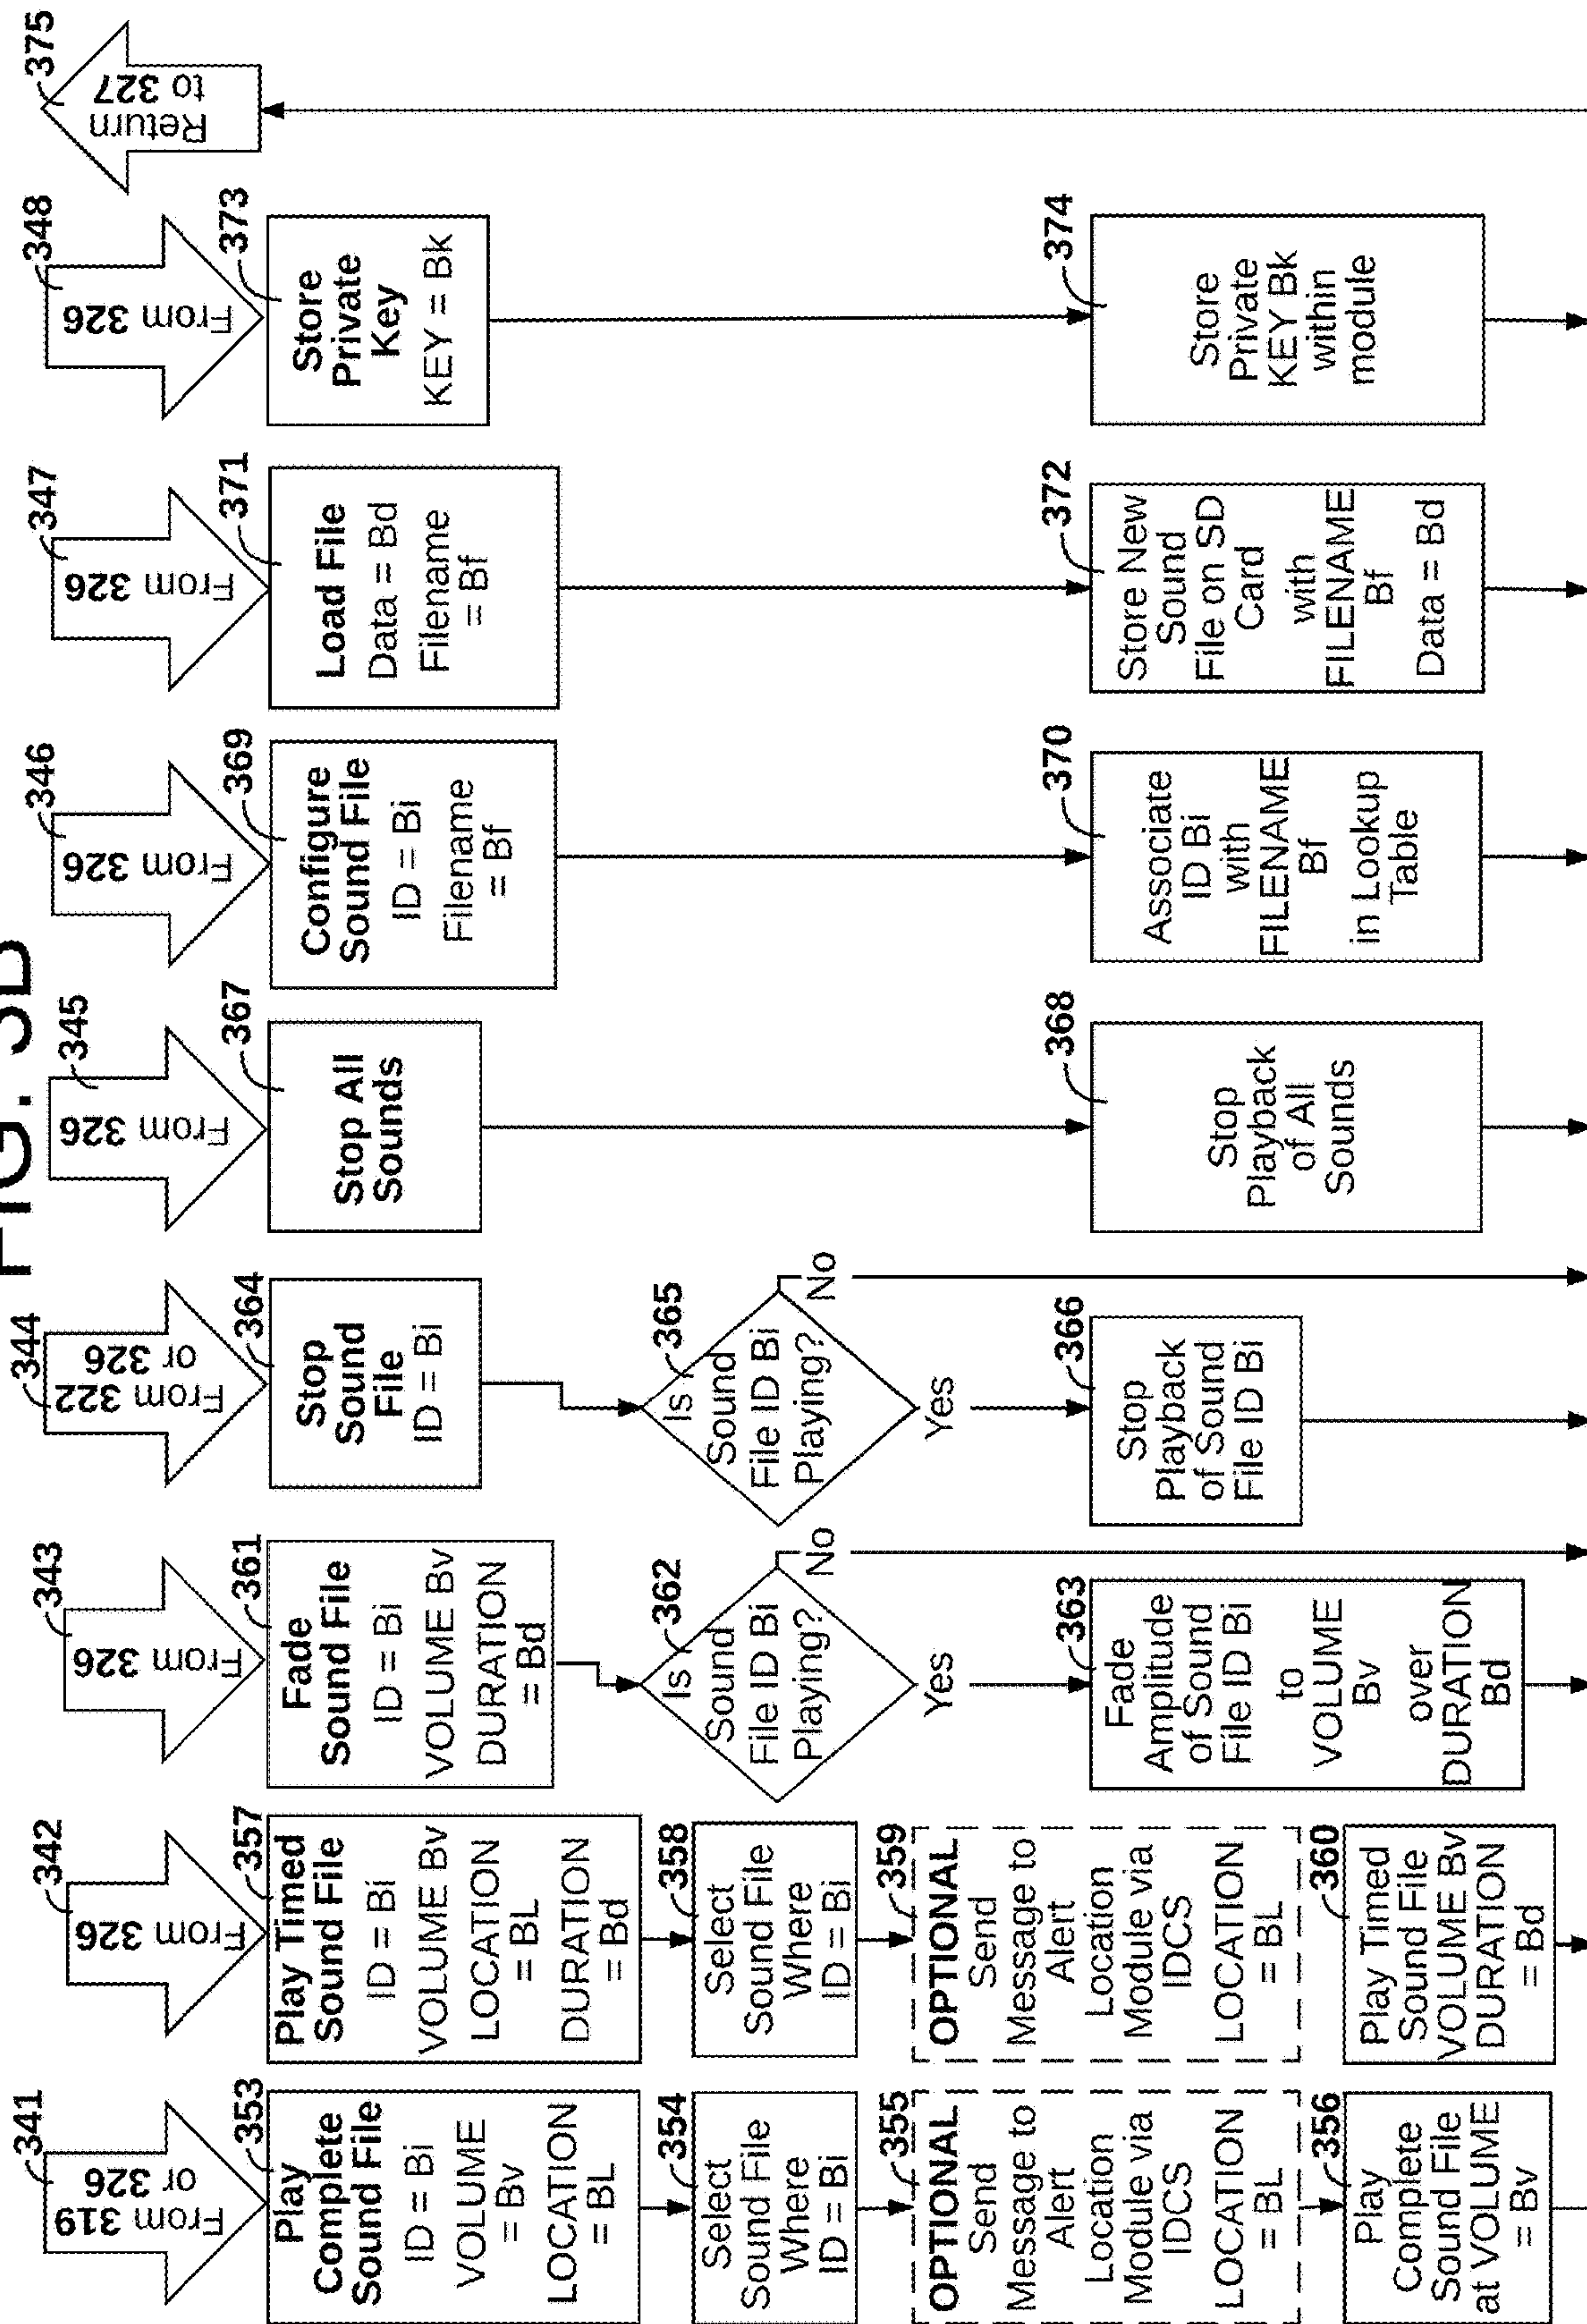 FIG. 3B
341
From 319
or 326
353
Play
Complete
Sound File
ID = Bi
VOLUME
= Bv
LOCATION
= BL
354
Select
Sound File
Where
ID = Bi
355
OPTIONAL
Send
Message to
Alert
Location
Module via
IDCS
LOCATION
= BL
356
Play
Complete
Sound File
at VOLUME
= Bv
342
From 326
357
Play Timed
Sound File
ID = Bi
VOLUME Bv
LOCATION
= BL
DURATION
= Bd
358
Select
Sound File
Where
ID = Bi
359
OPTIONAL
Send
Message to
Alert
Location
Module via
IDCS
LOCATION
= BL
360
Play Timed
Sound File
VOLUME Bv
DURATION
= Bd
343
From 326
361
Fade
Sound File
ID = Bi
VOLUME Bv
DURATION
= Bd
362
Is
Sound
File ID Bi
Playing?
No
Yes
363
Fade
Amplitude
of Sound
File ID Bi
to
VOLUME
Bv
over
DURATION
Bd
344
From 322
or 326
364
Stop
Sound
File
ID = Bi
365
Is
Sound
File ID Bi
Playing?
No
Yes
366
Stop
Playback
of Sound
File ID Bi
345
From 326
367
Stop All
Sounds
368
Stop
Playback
of All
Sounds
346
From 326
369
Configure
Sound File
ID = Bi
Filename
= Bf
370
Associate
ID Bi
with
FILENAME
Bf
in Lookup
Table
347
From 326
371
Load File
Data = Bd
Filename
= Bf
372
Store New
Sound
File on SD
Card
with
FILENAME
Bf
Data = Bd
348
From 326
373
Store
Private
Key
KEY = Bk
374
Store
Private
KEY Bk
within
module
375
Return
to 327